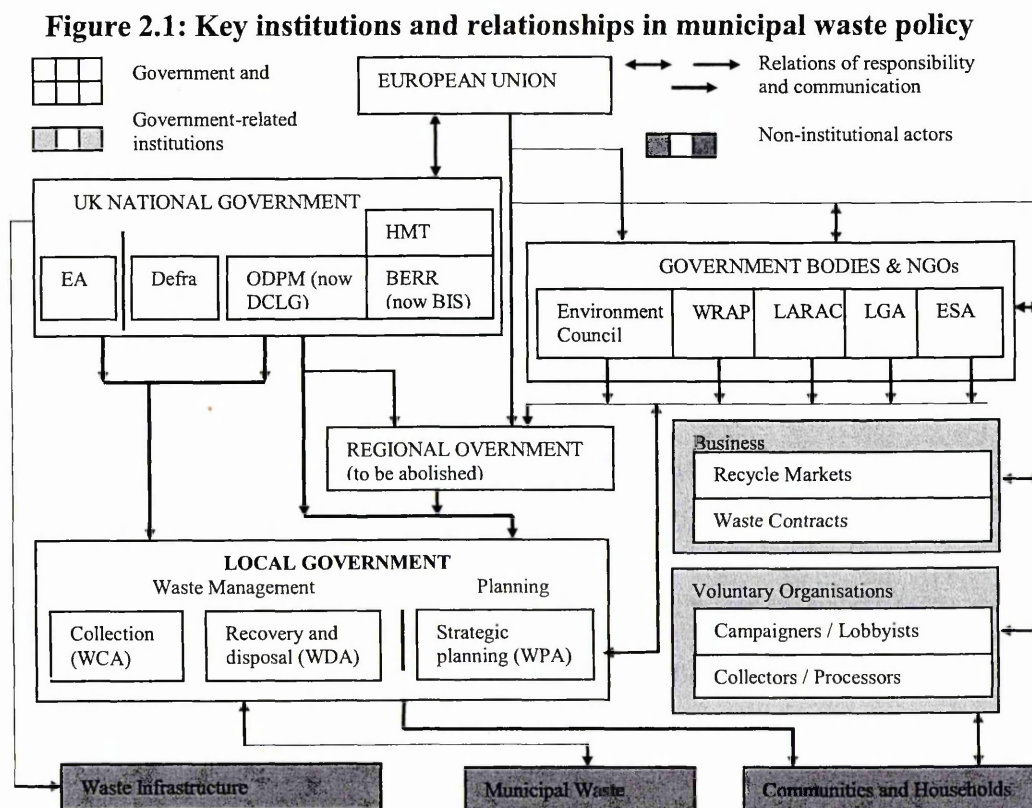 Figure 2.1: Key institutions and relationships in municipal waste policy
Government and
Government-related
institutions
EUROPEAN UNION
Relations of responsibility
and communication
Non-institutional actors
UK NATIONAL GOVERNMENT
HMT
EA
Defra
ODPM (now
DCLG)
BERR
(now BIS)
GOVERNMENT BODIES & NGOs
Environment
Council
WRAP
LARAC
LGA
ESA
REGIONAL OVERNMENT
(to be abolished)
Business
Recycle Markets
Waste Contracts
LOCAL GOVERNMENT
Waste Management
Planning
Collection
(WCA)
Recovery and
disposal (WDA)
Strategic
planning (WPA)
Voluntary Organisations
Campaigners / Lobbyists
Collectors / Processors
Waste Infrastructure
Municipal Waste
Communities and Households